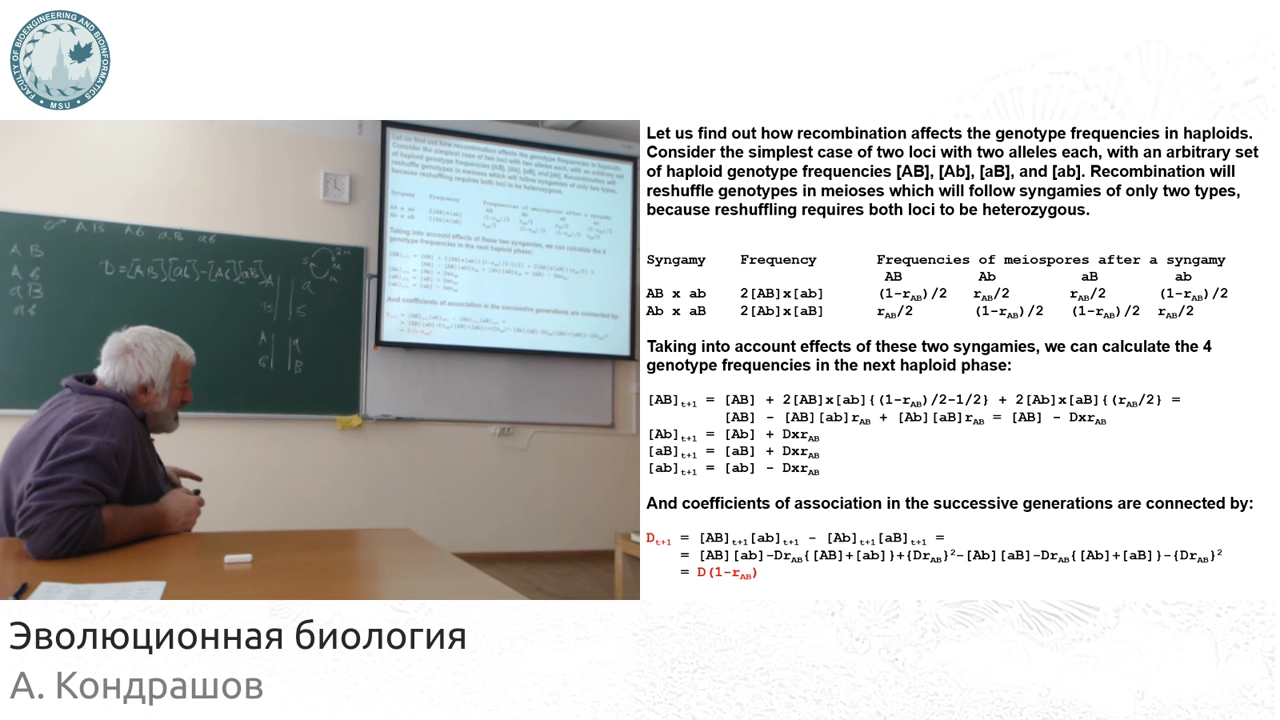 FACULTY OF BIOENGINEERING AND BIOINFORMATICS
• MSU •
A B
A б
a B
a б
AB Aб aB aб
D=[AB][aб]-[Aб][aB]
Let us find out how recombination affects the genotype frequencies in haploids.
Consider the simplest case of two loci with two alleles each, with an arbitrary set
of haploid genotype frequencies [AB], [Ab], [aB], and [ab]. Recombination will
reshuffle genotypes in meioses which will follow syngamies of only two types,
because reshuffling requires both loci to be heterozygous.
Syngamy Frequency Frequencies of meiospores after a syngamy
AB Ab aB ab
AB x ab 2[AB]x[ab] (1-rAB)/2 rAB/2 rAB/2 (1-rAB)/2
Ab x aB 2[Ab]x[aB] rAB/2 (1-rAB)/2 (1-rAB)/2 rAB/2
Taking into account effects of these two syngamies, we can calculate the 4
genotype frequencies in the next haploid phase:
[AB]t+1 = [AB] + 2[AB]x[ab]{(1-rAB)/2-1/2} + 2[Ab]x[aB]{(rAB/2} =
[AB] - [AB][ab]rAB + [Ab][aB]rAB = [AB] - DxrAB
[Ab]t+1 = [Ab] + DxrAB
[aB]t+1 = [aB] + DxrAB
[ab]t+1 = [ab] - DxrAB
And coefficients of association in the successive generations are connected by:
Dt+1 = [AB]t+1[ab]t+1 - [Ab]t+1[aB]t+1 =
= [AB][ab]-DrAB{[AB]+[ab]}+{DrAB}²-[Ab][aB]-DrAB{[Ab]+[aB]}-{DrAB}²
= D(1-rAB)
Эволюционная биология
А. Кондрашов